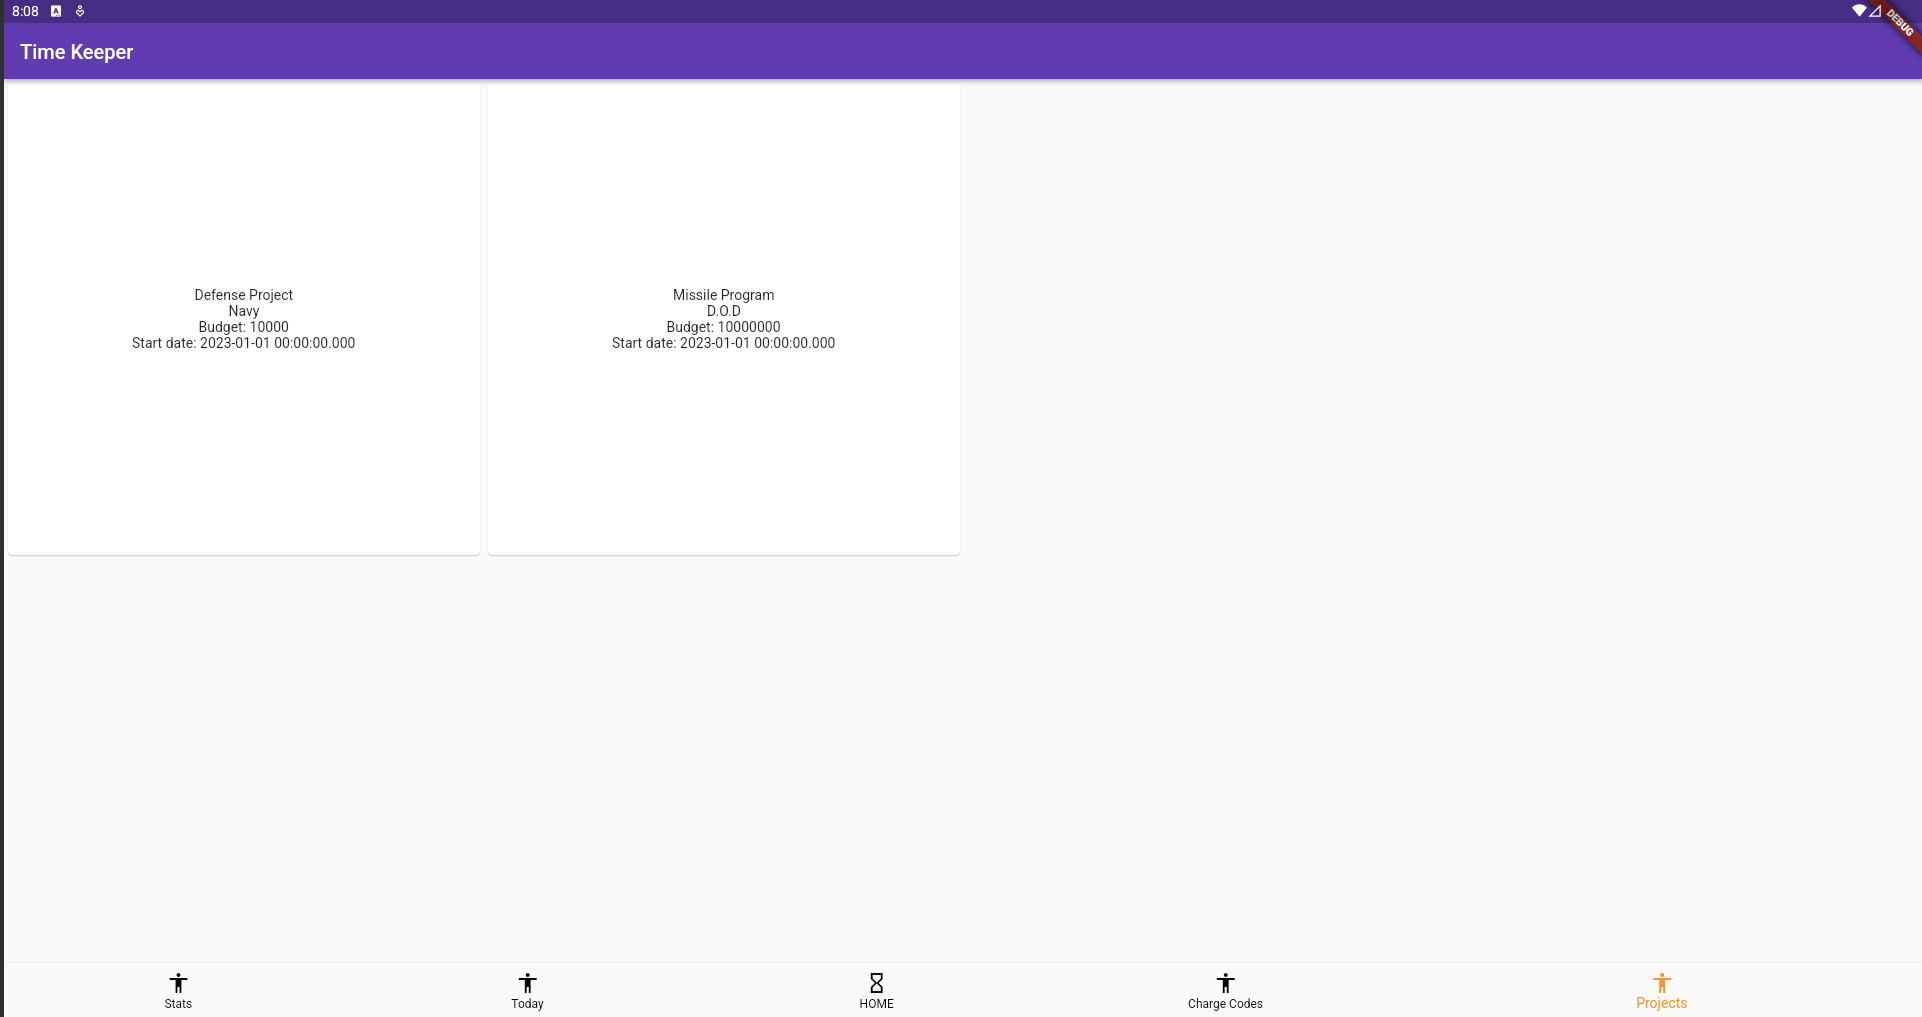 8:08
DEBUG
Time Keeper
Defense Project
Navy
Budget: 10000
Start date: 2023-01-01 00:00:00.000
Missile Program
D.O.D
Budget: 10000000
Start date: 2023-01-01 00:00:00.000
Stats
Today
HOME
Charge Codes
Projects